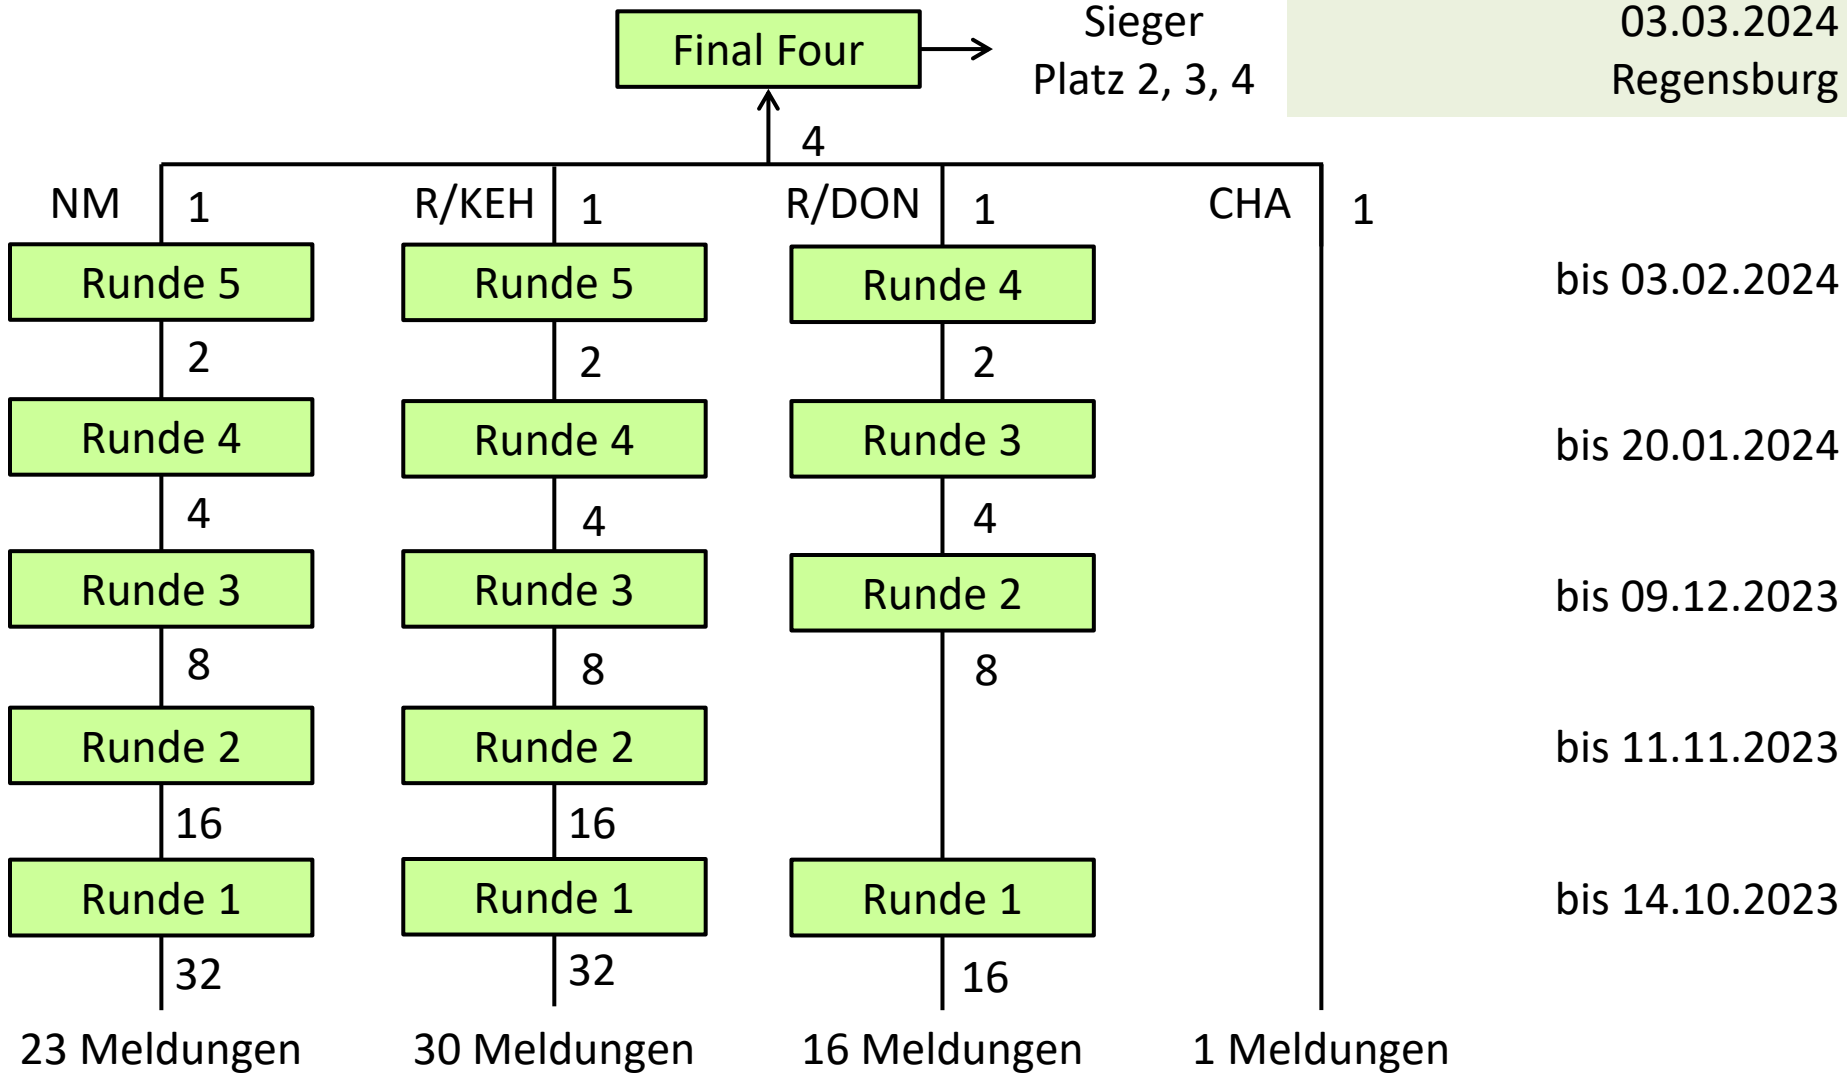 Final Four
Sieger
Platz 2, 3, 4
03.03.2024
Regensburg
4
NM 1 R/KEH 1 R/DON 1 CHA 1
Runde 5 Runde 5 Runde 4 bis 03.02.2024
2 2 2
Runde 4 Runde 4 Runde 3 bis 20.01.2024
4 4 4
Runde 3 Runde 3 Runde 2 bis 09.12.2023
8 8 8
Runde 2 Runde 2 bis 11.11.2023
16 16
Runde 1 Runde 1 Runde 1 bis 14.10.2023
32 32 16
23 Meldungen 30 Meldungen 16 Meldungen 1 Meldungen